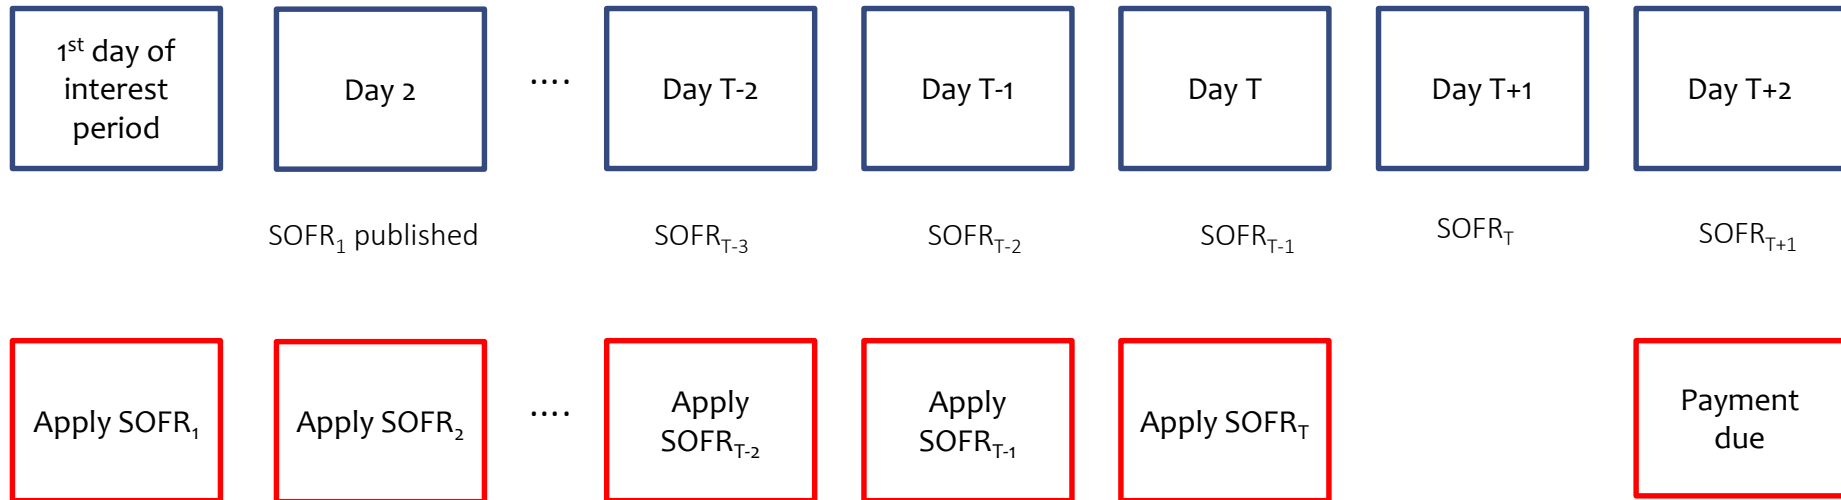 1st day of
interest
period
Day 2
....
Day T-2
Day T-1
Day T
Day T+1
Day T+2
SOFR1 published
SOFRT-3
SOFRT-2
SOFRT-1
SOFRT
SOFRT+1
Apply SOFR1
Apply SOFR2
....
Apply
SOFRT-2
Apply
SOFRT-1
Apply SOFRT
Payment
due